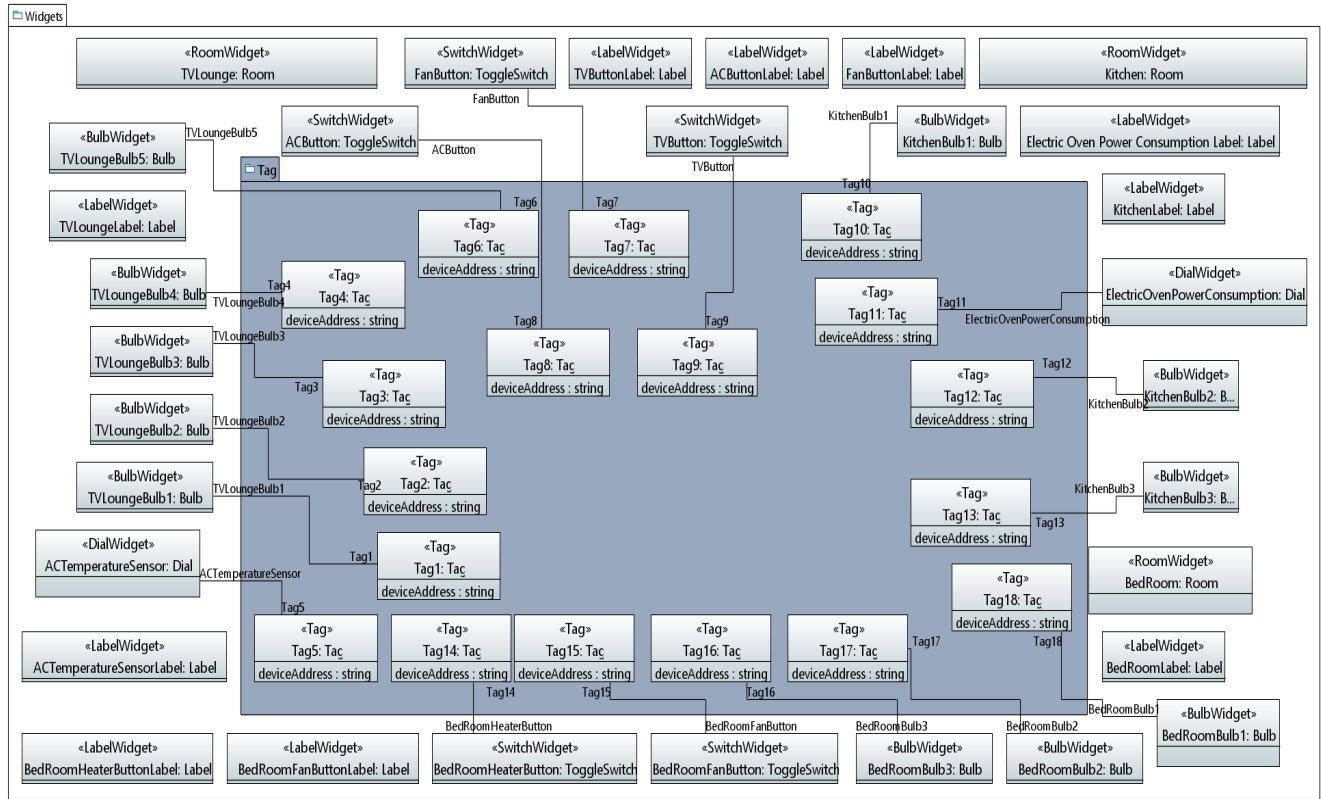 Widgets
«RoomWidget»
TVLounge: Room
«SwitchWidget»
FanButton: ToggleSwitch
«LabelWidget»
TVButtonLabel: Label
«LabelWidget»
ACButtonLabel: Label
«LabelWidget»
FanButtonLabel: Label
«RoomWidget»
Kitchen: Room
FanButton
«SwitchWidget»
ACButton: ToggleSwitch
ACButton
«SwitchWidget»
TVButton: ToggleSwitch
TVButton
KitchenBulb1
«BulbWidget»
KitchenBulb1: Bulb
«LabelWidget»
Electric Oven Power Consumption Label: Label
«BulbWidget»
TVLoungeBulb5: Bulb
TVLoungeBulb5
Tag
«LabelWidget»
TVLoungeLabel: Label
Tag6
«Tag»
Tag6: Tag
deviceAddress : string
Tag7
«Tag»
Tag7: Tag
deviceAddress : string
Tag10
«Tag»
Tag10: Tag
deviceAddress : string
«LabelWidget»
KitchenLabel: Label
«BulbWidget»
TVLoungeBulb4: Bulb
TVLoungeBulb4
Tag4
«Tag»
Tag4: Tag
deviceAddress : string
«Tag»
Tag11: Tag
deviceAddress : string
Tag11
ElectricOvenPowerConsumption
«DialWidget»
ElectricOvenPowerConsumption: Dial
«BulbWidget»
TVLoungeBulb3: Bulb
TVLoungeBulb3
Tag3
«Tag»
Tag3: Tag
deviceAddress : string
Tag8
«Tag»
Tag8: Tag
deviceAddress : string
Tag9
«Tag»
Tag9: Tag
deviceAddress : string
«Tag»
Tag12: Tag
deviceAddress : string
Tag12
KitchenBulb2
«BulbWidget»
KitchenBulb2: B...
«BulbWidget»
TVLoungeBulb2: Bulb
TVLoungeBulb2
Tag2
«Tag»
Tag2: Tag
deviceAddress : string
«BulbWidget»
TVLoungeBulb1: Bulb
TVLoungeBulb1
Tag1
«Tag»
Tag1: Tag
deviceAddress : string
«Tag»
Tag13: Tag
deviceAddress : string
Tag13
KitchenBulb3
«BulbWidget»
KitchenBulb3: B...
«DialWidget»
ACTemperatureSensor: Dial
ACTemperatureSensor
Tag5
«Tag»
Tag5: Tag
deviceAddress : string
«Tag»
Tag14: Tag
deviceAddress : string
Tag14
«Tag»
Tag15: Tag
deviceAddress : string
Tag15
«Tag»
Tag16: Tag
deviceAddress : string
Tag16
«Tag»
Tag17: Tag
deviceAddress : string
Tag17
«Tag»
Tag18: Tag
deviceAddress : string
Tag18
«RoomWidget»
BedRoom: Room
«LabelWidget»
ACTemperatureSensorLabel: Label
«LabelWidget»
BedRoomLabel: Label
BedRoomHeaterButton
BedRoomFanButton
BedRoomBulb3
BedRoomBulb2
BedRoomBulb1
«BulbWidget»
BedRoomBulb1: Bulb
«LabelWidget»
BedRoomHeaterButtonLabel: Label
«LabelWidget»
BedRoomFanButtonLabel: Label
«SwitchWidget»
BedRoomHeaterButton: ToggleSwitch
«SwitchWidget»
BedRoomFanButton: ToggleSwitch
«BulbWidget»
BedRoomBulb3: Bulb
«BulbWidget»
BedRoomBulb2: Bulb